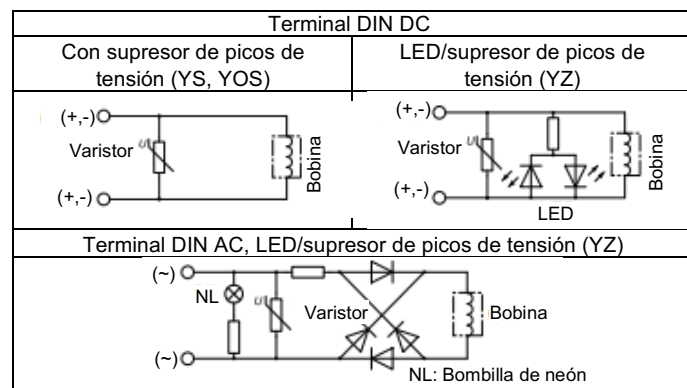 Terminal DIN DC
Con supresor de picos de
tensión (YS, YOS)
LED/supresor de picos de
tensión (YZ)
(+,-)
Varistor
U
Bobina
(+,-)
(+,-)
Varistor
U
Bobina
(+,-)
LED
Terminal DIN AC, LED/supresor de picos de tensión (YZ)
(~)
NL
U
Varistor
Bobina
(~)
NL: Bombilla de neón